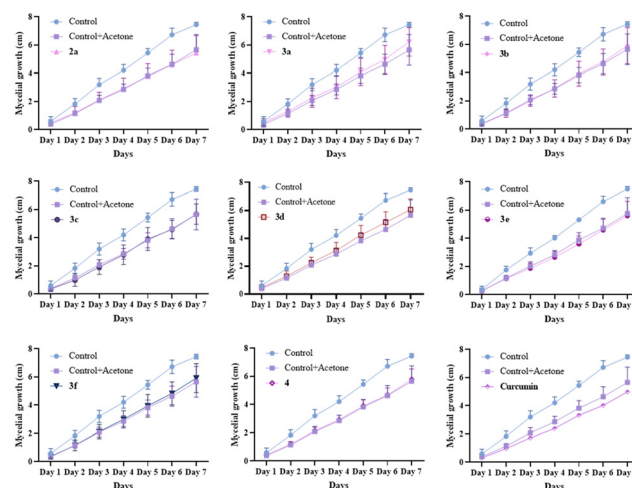 Mycelial growth (cm)
8
6
4
2
0
Control
Control+Acetone
2a
Day 1 Day 2 Day 3 Day 4 Day 5 Day 6 Day 7
Days
Mycelial growth (cm)
8
6
4
2
0
Control
Control+Acetone
3a
Day 1 Day 2 Day 3 Day 4 Day 5 Day 6 Day 7
Days
Mycelial growth (cm)
8
6
4
2
0
Control
Control+Acetone
3b
Day 1 Day 2 Day 3 Day 4 Day 5 Day 6 Day
Days
Mycelial growth (cm)
8
6
4
2
0
Control
Control+Acetone
3c
Day 1 Day 2 Day 3 Day 4 Day 5 Day 6 Day 7
Days
Mycelial growth (cm)
8
6
4
2
0
Control
Control+Acetone
3d
Day 1 Day 2 Day 3 Day 4 Day 5 Day 6 Day 7
Days
Mycelial growth (cm)
8
6
4
2
0
Control
Control+Acetone
3e
Day 1 Day 2 Day 3 Day 4 Day 5 Day 6 Day
Days
Mycelial growth (cm)
8
6
4
2
0
Control
Control+Acetone
3f
Day 1 Day 2 Day 3 Day 4 Day 5 Day 6 Day 7
Days
Mycelial growth (cm)
8
6
4
2
0
Control
Control+Acetone
4
Day 1 Day 2 Day 3 Day 4 Day 5 Day 6 Day 7
Days
Mycelial growth (cm)
8
6
4
2
0
Control
Control+Acetone
Curcumin
Day 1 Day 2 Day 3 Day 4 Day 5 Day 6 Day
Days